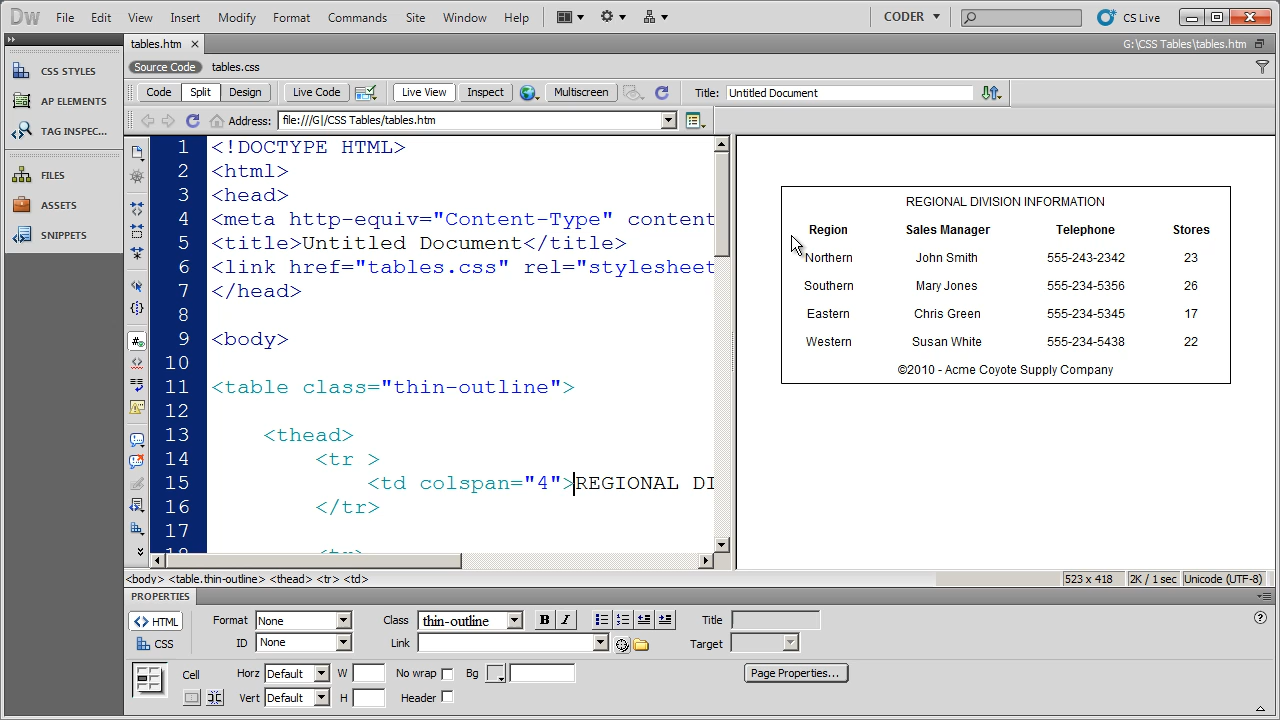 Dw File Edit View Insert Modify Format Commands Site Window Help CODER CS Live
tables.htm G:\CSS Tables\tables.htm
Source Code tables.css
Code Split Design Live Code Live View Inspect Multiscreen Title: Untitled Document
Address: file:///G|/CSS Tables/tables.htm
CSS STYLES
AP ELEMENTS
TAG INSPEC...
FILES
ASSETS
SNIPPETS
1 <!DOCTYPE HTML>
2 <html>
3 <head>
4 <meta http-equiv="Content-Type" content
5 <title>Untitled Document</title>
6 <link href="tables.css" rel="stylesheet
7 </head>
8
9 <body>
10
11 <table class="thin-outline">
12
13 <thead>
14 <tr >
15 <td colspan="4">REGIONAL DI
16 </tr>
17
18 <tr>
REGIONAL DIVISION INFORMATION
Region Sales Manager Telephone Stores
Northern John Smith 555-243-2342 23
Southern Mary Jones 555-234-5356 26
Eastern Chris Green 555-234-5345 17
Western Susan White 555-234-5438 22
©2010 - Acme Coyote Supply Company
<body> <table.thin-outline> <thead> <tr> <td> 523 x 418 2K / 1 sec Unicode (UTF-8)
PROPERTIES
<> HTML Format None Class thin-outline B I Title
CSS ID None Link Target
Cell Horz Default W No wrap Bg Page Properties...
Vert Default H Header